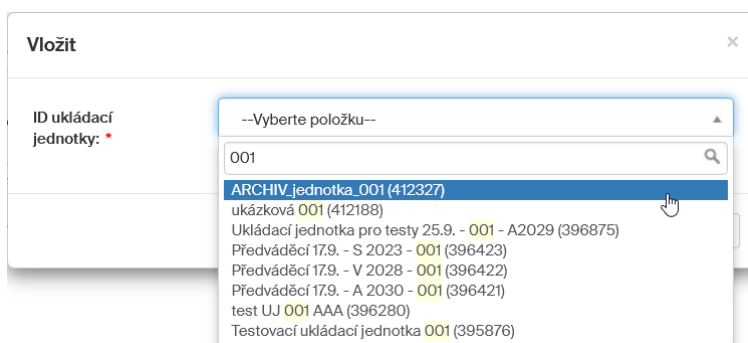 Vložit
×
ID ukládací
jednotky: *
--Vyberte položku--
001
ARCHIV_jednotka_001 (412327)
ukázková 001 (412188)
Ukládací jednotka pro testy 25.9. - 001 - A2029 (396875)
Předváděcí 17.9. - S 2023 - 001 (396423)
Předváděcí 17.9. - V 2028 - 001 (396422)
Předváděcí 17.9. - A 2030 - 001 (396421)
test UJ 001 AAA (396280)
Testovací ukládací jednotka 001 (395876)